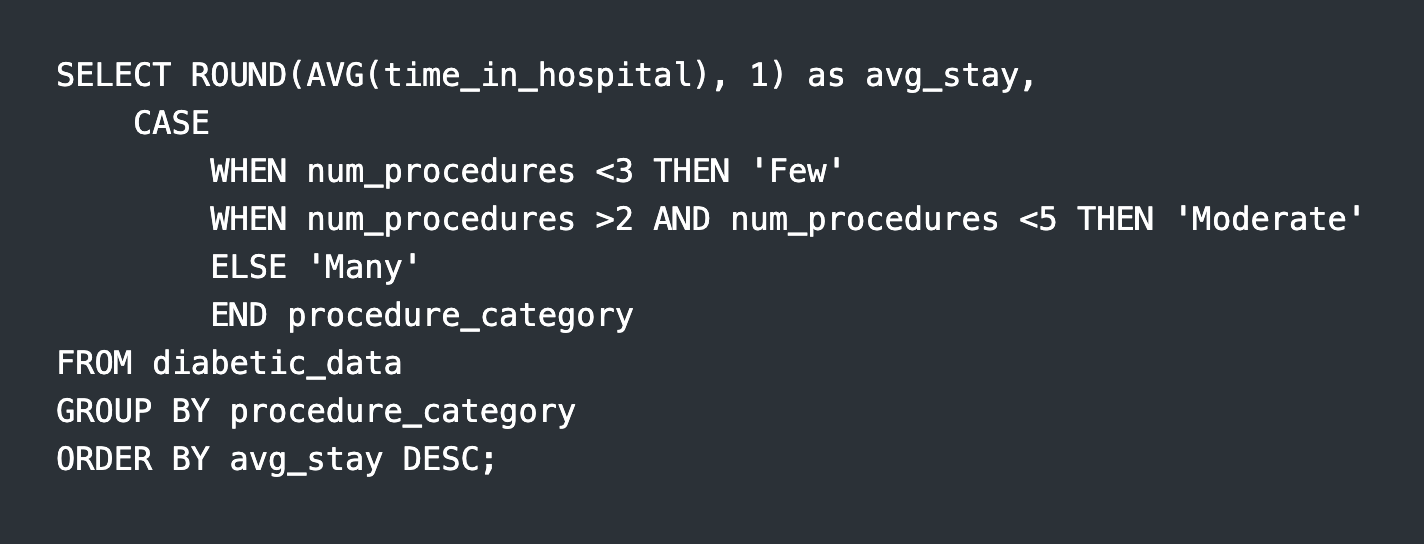 SELECT ROUND(AVG(time_in_hospital), 1) as avg_stay,
    CASE
        WHEN num_procedures <3 THEN 'Few'
        WHEN num_procedures >2 AND num_procedures <5 THEN 'Moderate'
        ELSE 'Many'
        END procedure_category
FROM diabetic_data
GROUP BY procedure_category
ORDER BY avg_stay DESC;